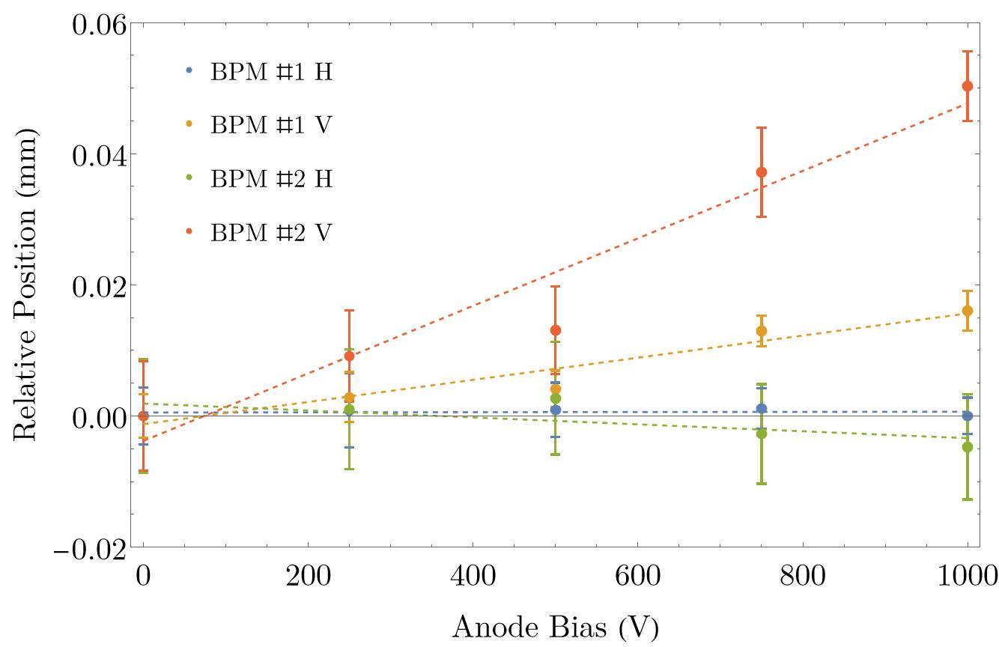 Relative Position (mm)
0.06
0.04
0.02
0.00
−0.02
BPM #1 H
BPM #1 V
BPM #2 H
BPM #2 V
0 200 400 600 800 1000
Anode Bias (V)